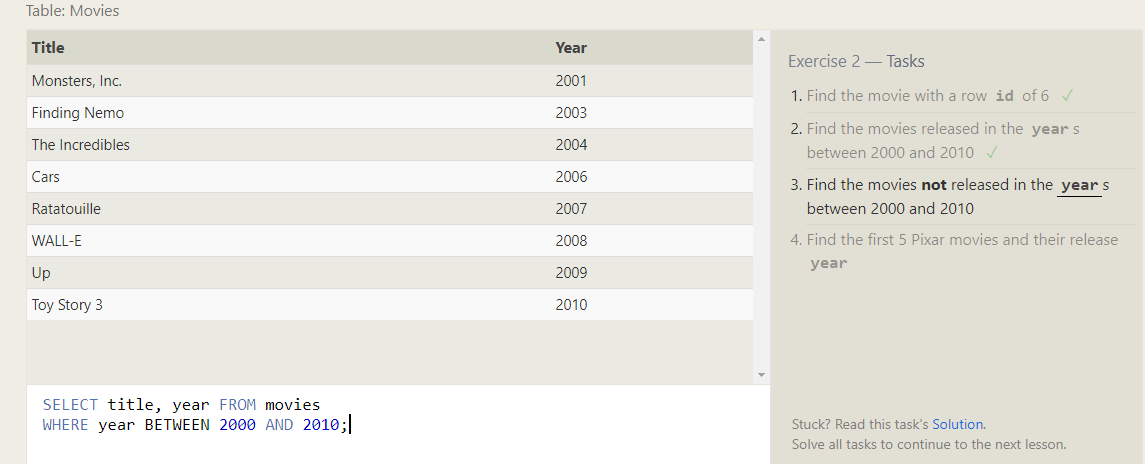 Table: Movies
Title Year
Monsters, Inc. 2001
Finding Nemo 2003
The Incredibles 2004
Cars 2006
Ratatouille 2007
WALL-E 2008
Up 2009
Toy Story 3 2010
SELECT title, year FROM movies
WHERE year BETWEEN 2000 AND 2010;
Exercise 2 — Tasks
1. Find the movie with a row id of 6 ✓
2. Find the movies released in the year s
between 2000 and 2010 ✓
3. Find the movies not released in the year s
between 2000 and 2010
4. Find the first 5 Pixar movies and their release
year
Stuck? Read this task's Solution.
Solve all tasks to continue to the next lesson.